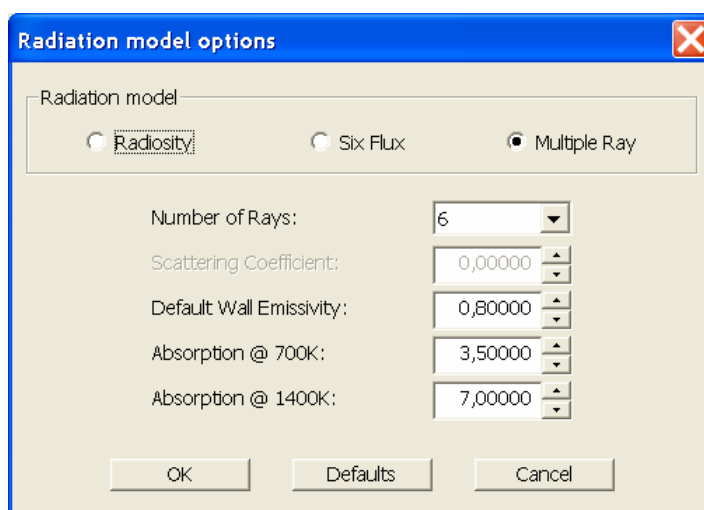 Radiation model options
Radiation model
Radiosity Six Flux Multiple Ray
Number of Rays: 6
Scattering Coefficient: 0,00000
Default Wall Emissivity: 0,80000
Absorption @ 700K: 3,50000
Absorption @ 1400K: 7,00000
OK Defaults Cancel